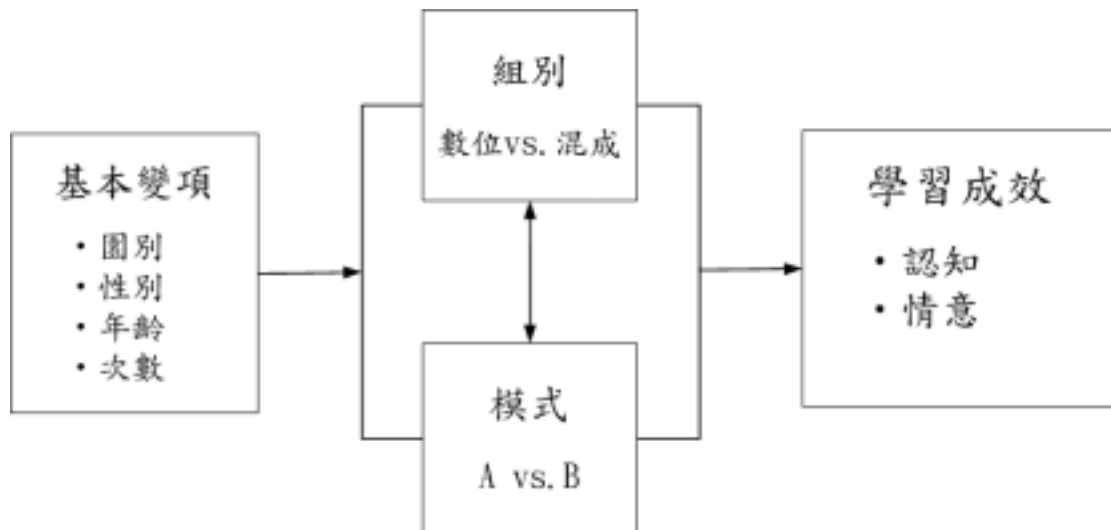 組別
數位vs.混成
基本變項
・園別
・性別
・年齡
・次數
學習成效
・認知
・情意
模式
A vs.B